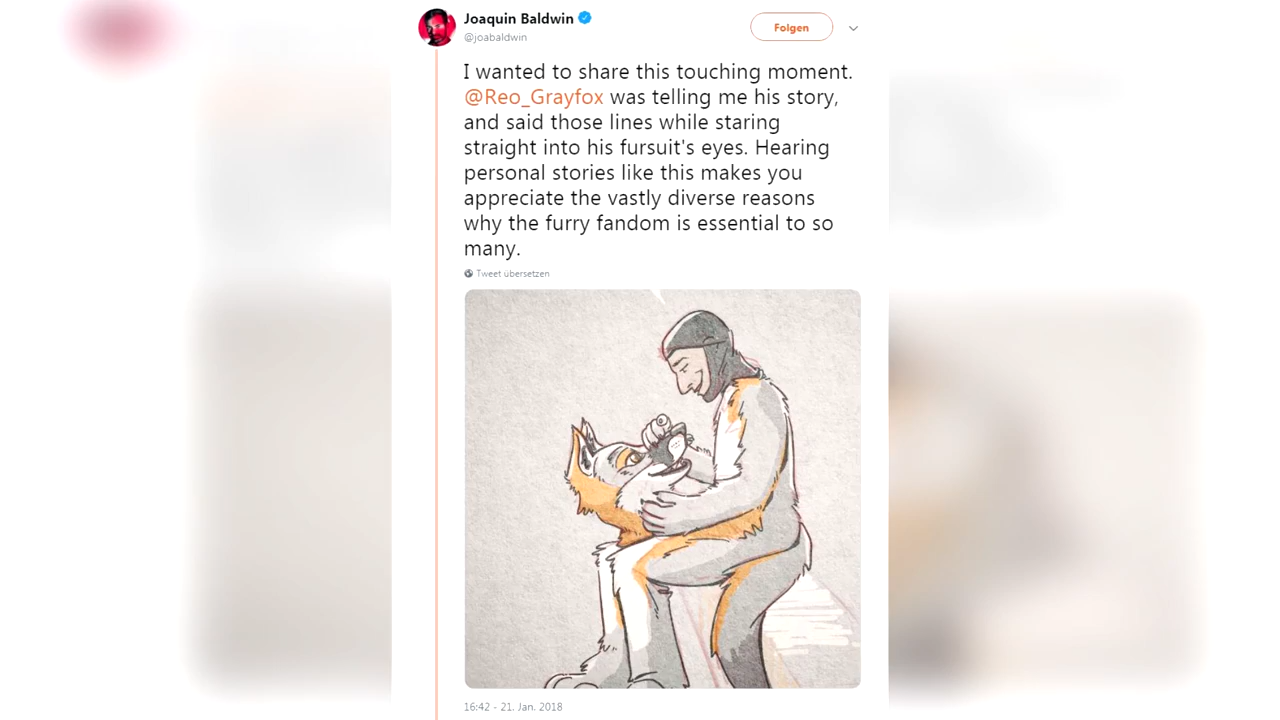 Joaquin Baldwin
@joabaldwin
Folgen
I wanted to share this touching moment.
@Reo_Grayfox was telling me his story,
and said those lines while staring
straight into his fursuit's eyes. Hearing
personal stories like this makes you
appreciate the vastly diverse reasons
why the furry fandom is essential to so
many.
Tweet übersetzen
16:42 - 21. Jan. 2018